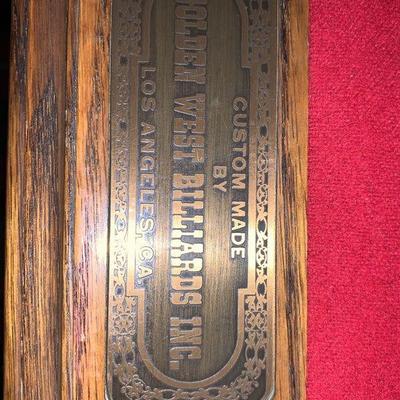 CUSTOM MADE
BY
GOLDEN WEST BILLIARDS INC.
LOS ANGELES, CA.